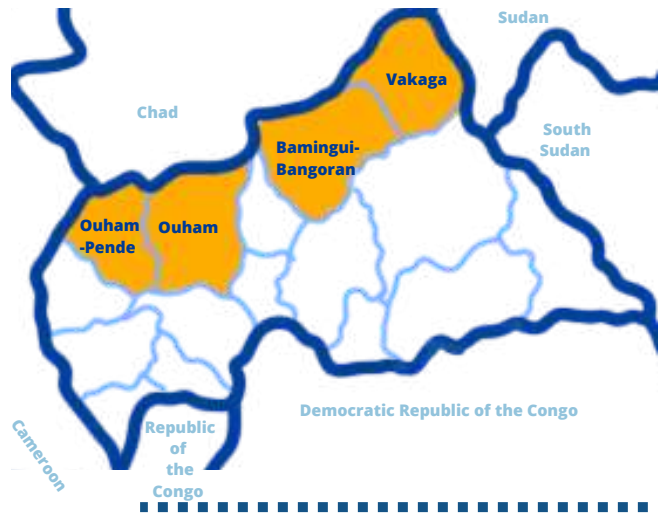 Sudan
Vakaga
Chad
South
Sudan
Bamingui-
Bangoran
Ouham
-Pende
Ouham
Democratic Republic of the Congo
Cameroon
Republic
of
the
Congo